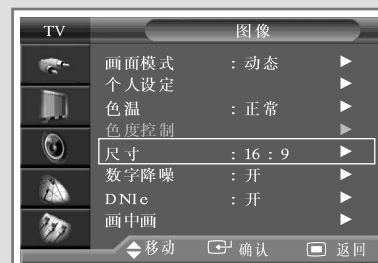 TV 图像
画面模式 : 动态 ▶
个人设定 ▶
色温 : 正常 ▶
色度控制 ▶
尺寸 : 16 : 9 ▶
数字降噪 : 开 ▶
DNIe : 开 ▶
画中画 ▶
移动 确认 返回